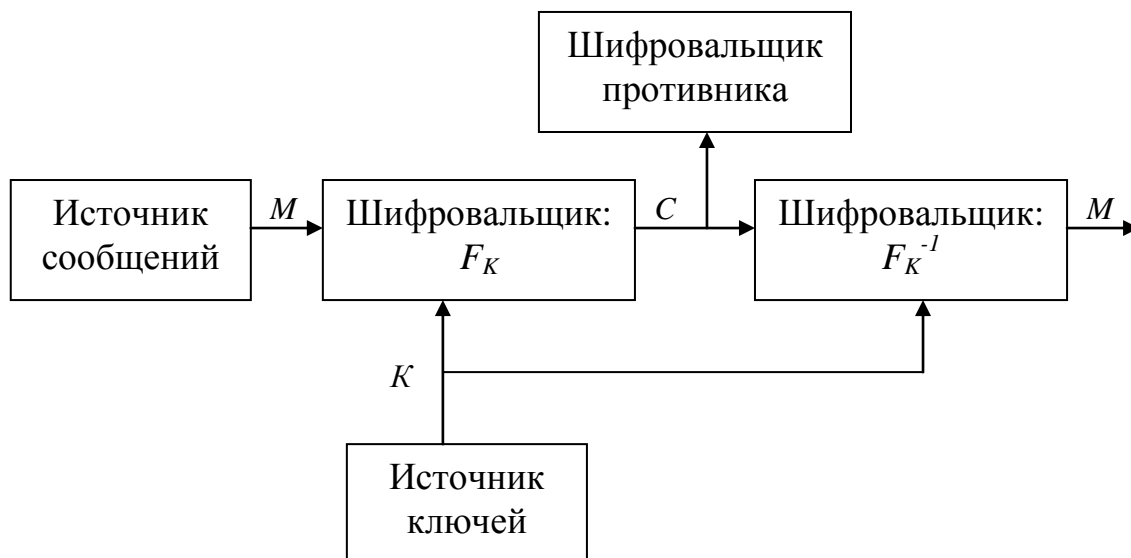 Шифровальщик
противника
Источник
сообщений
M
Шифровальщик:
F_K
C
Шифровальщик:
F_K^-1
M
К
Источник
ключей